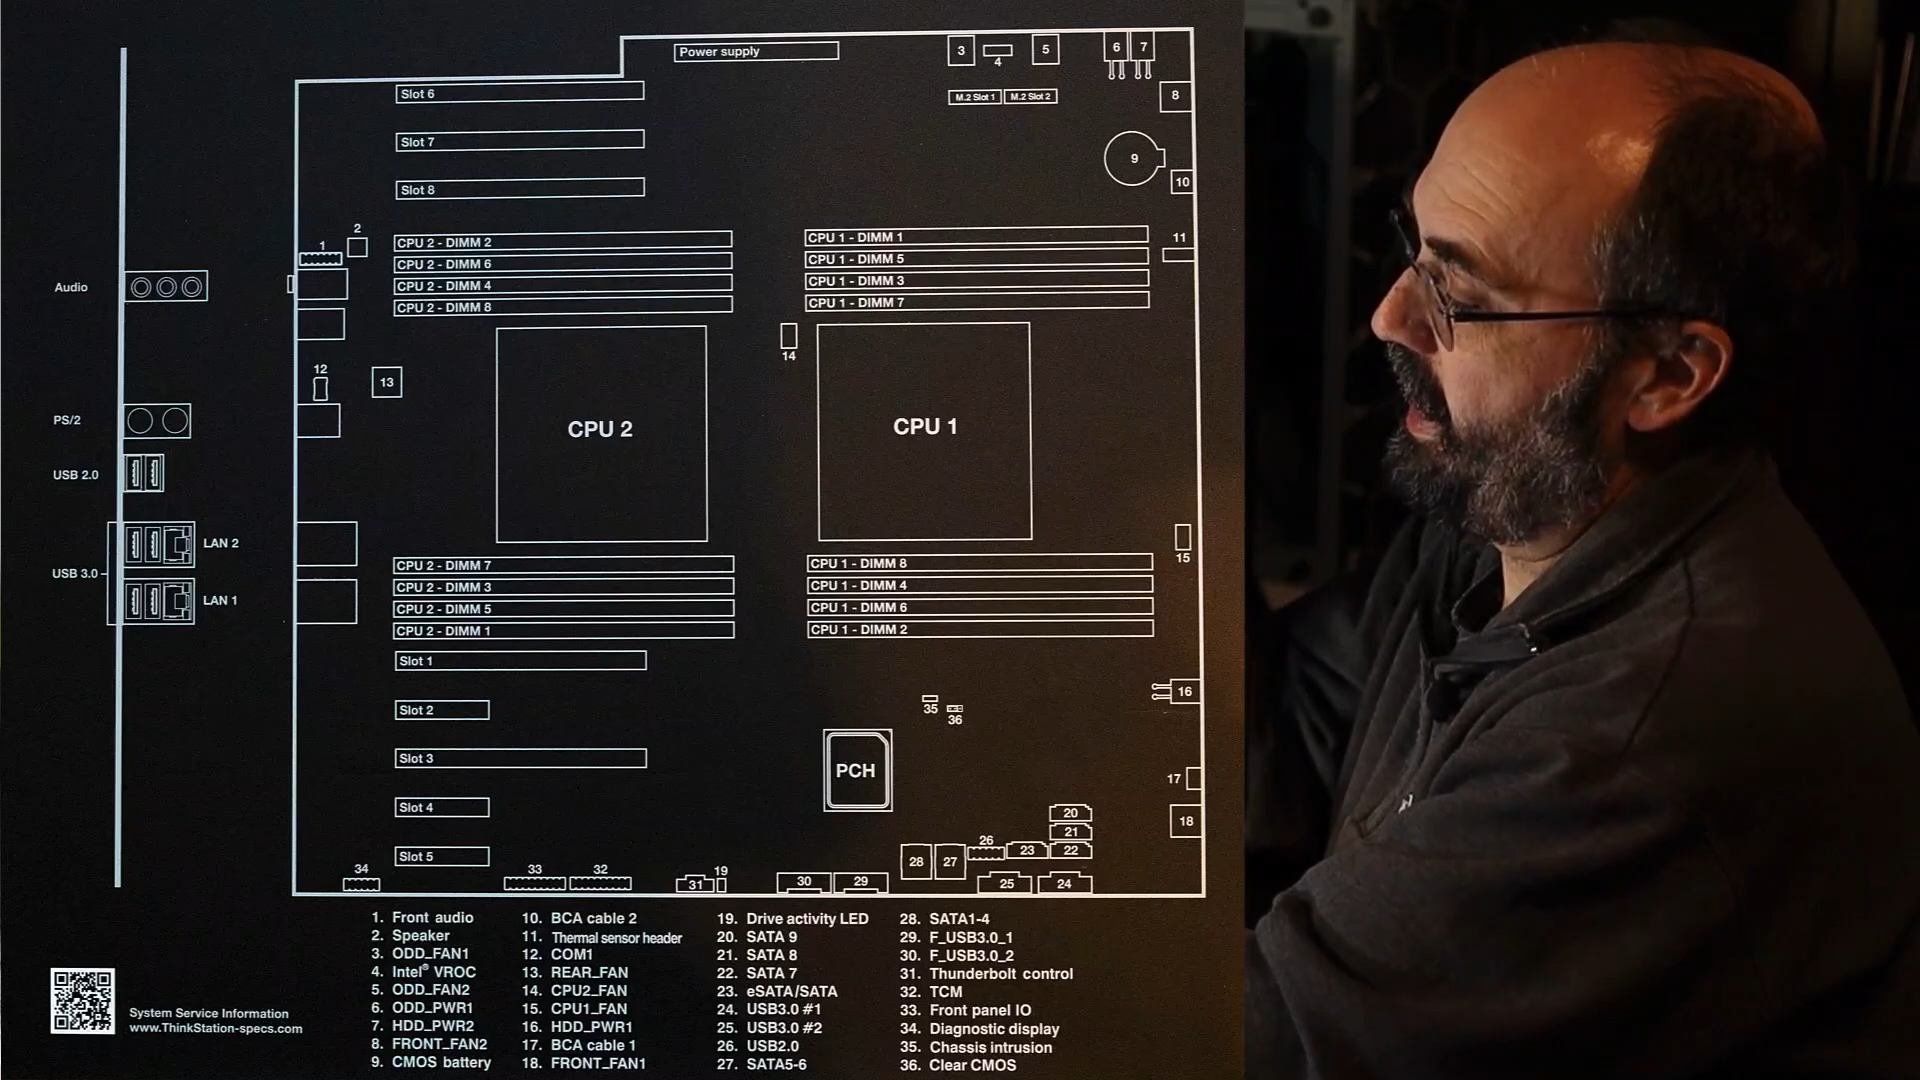 Power supply
3
4
5
6
7
8
M.2 Slot 1
M.2 Slot 2
9
10
Slot 6
Slot 7
Slot 8
1
2
CPU 2 - DIMM 2
CPU 2 - DIMM 6
CPU 2 - DIMM 4
CPU 2 - DIMM 8
CPU 1 - DIMM 1
CPU 1 - DIMM 5
CPU 1 - DIMM 3
CPU 1 - DIMM 7
11
Audio
12
13
14
CPU 2
CPU 1
PS/2
USB 2.0
LAN 2
USB 3.0
LAN 1
15
CPU 2 - DIMM 7
CPU 2 - DIMM 3
CPU 2 - DIMM 5
CPU 2 - DIMM 1
CPU 1 - DIMM 8
CPU 1 - DIMM 4
CPU 1 - DIMM 6
CPU 1 - DIMM 2
Slot 1
Slot 2
Slot 3
Slot 4
Slot 5
35
36
16
PCH
17
18
20
21
22
23
26
27
28
34
33
32
31
19
30
29
25
24
1. Front audio
2. Speaker
3. ODD_FAN1
4. Intel® VROC
5. ODD_FAN2
6. ODD_PWR1
7. HDD_PWR2
8. FRONT_FAN2
9. CMOS battery
10. BCA cable 2
11. Thermal sensor header
12. COM1
13. REAR_FAN
14. CPU2_FAN
15. CPU1_FAN
16. HDD_PWR1
17. BCA cable 1
18. FRONT_FAN1
19. Drive activity LED
20. SATA 9
21. SATA 8
22. SATA 7
23. eSATA/SATA
24. USB3.0 #1
25. USB3.0 #2
26. USB2.0
27. SATA5-6
28. SATA1-4
29. F_USB3.0_1
30. F_USB3.0_2
31. Thunderbolt control
32. TCM
33. Front panel IO
34. Diagnostic display
35. Chassis intrusion
36. Clear CMOS
System Service Information
www.ThinkStation-specs.com